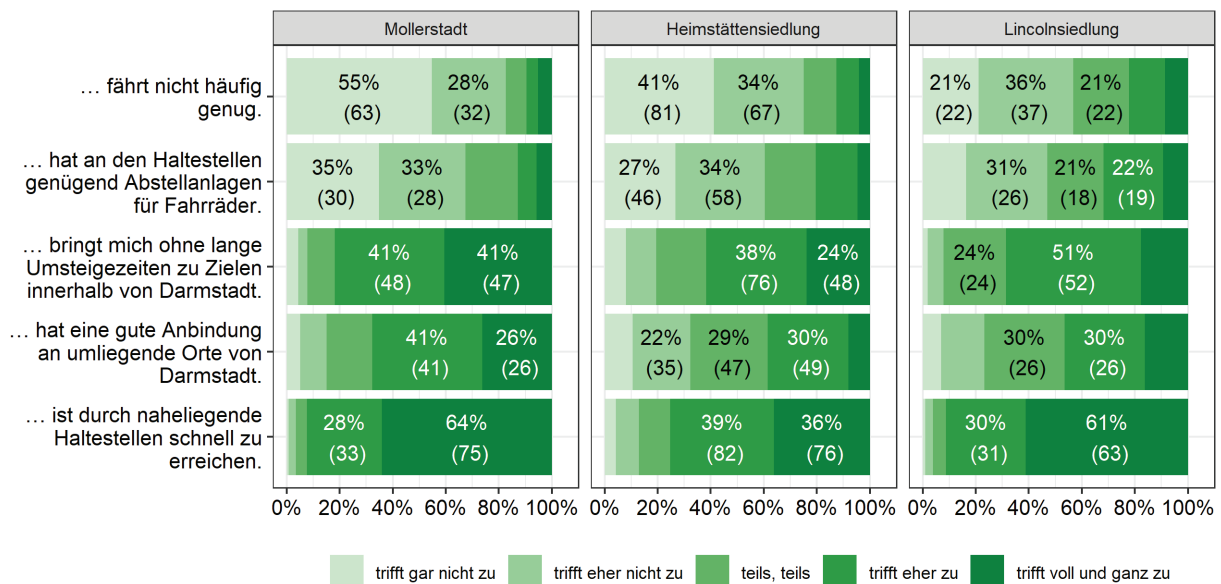 Mollerstadt
Heimstättensiedlung
Lincolnsiedlung
… fährt nicht häufig
genug.
55% 28%
(63) (32)
41% 34%
(81) (67)
21% 36% 21%
(22) (37) (22)
… hat an den Haltestellen
genügend Abstellanlagen
für Fahrräder.
35% 33%
(30) (28)
27% 34%
(46) (58)
31% 21% 22%
(26) (18) (19)
… bringt mich ohne lange
Umsteigezeiten zu Zielen
innerhalb von Darmstadt.
41% 41%
(48) (47)
38% 24%
(76) (48)
24% 51%
(24) (52)
… hat eine gute Anbindung
an umliegende Orte von
Darmstadt.
41% 26%
(41) (26)
22% 29% 30%
(35) (47) (49)
30% 30%
(26) (26)
… ist durch naheliegende
Haltestellen schnell zu
erreichen.
28% 64%
(33) (75)
39% 36%
(82) (76)
30% 61%
(31) (63)
0% 20% 40% 60% 80% 100%
0% 20% 40% 60% 80% 100%
0% 20% 40% 60% 80% 100%
trifft gar nicht zu
trifft eher nicht zu
teils, teils
trifft eher zu
trifft voll und ganz zu